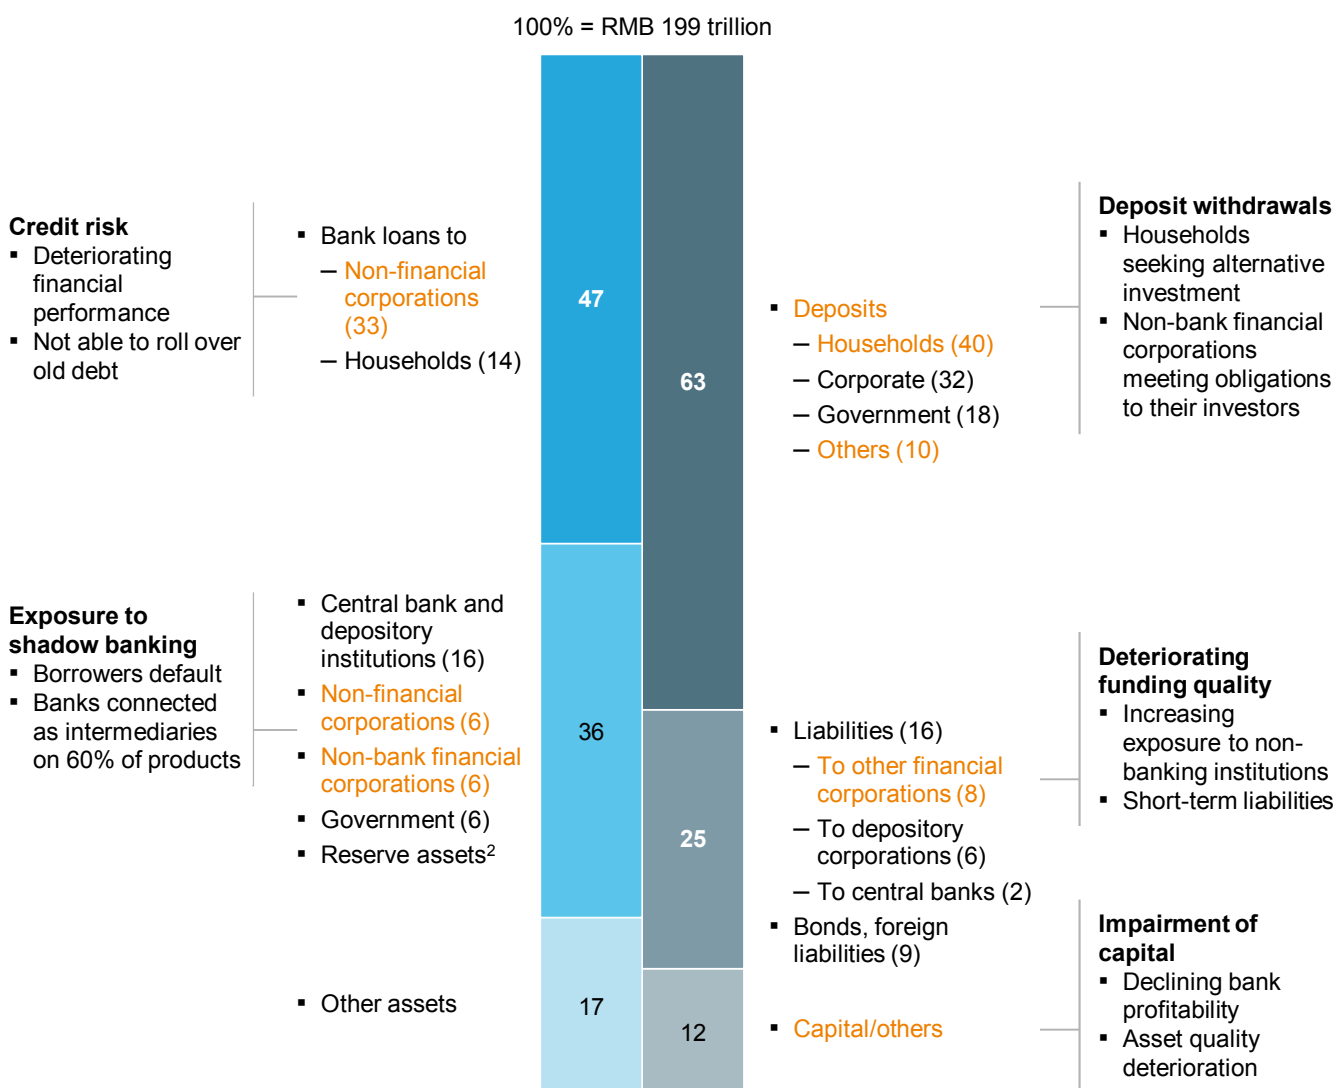 100% = RMB 199 trillion
Credit risk
▪ Deteriorating
financial
performance
▪ Not able to roll over
old debt
▪ Bank loans to
– Non-financial
corporations
(33)
– Households (14)
47
63
▪ Deposits
– Households (40)
– Corporate (32)
– Government (18)
– Others (10)
Deposit withdrawals
▪ Households
seeking alternative
investment
▪ Non-bank financial
corporations
meeting obligations
to their investors
Exposure to
shadow banking
▪ Borrowers default
▪ Banks connected
as intermediaries
on 60% of products
▪ Central bank and
depository
institutions (16)
▪ Non-financial
corporations (6)
▪ Non-bank financial
corporations (6)
▪ Government (6)
▪ Reserve assets²
36
25
▪ Liabilities (16)
– To other financial
corporations (8)
– To depository
corporations (6)
– To central banks (2)
▪ Bonds, foreign
liabilities (9)
Deteriorating
funding quality
▪ Increasing
exposure to non-
banking institutions
▪ Short-term liabilities
▪ Other assets
17
12
▪ Capital/others
Impairment of
capital
▪ Declining bank
profitability
▪ Asset quality
deterioration